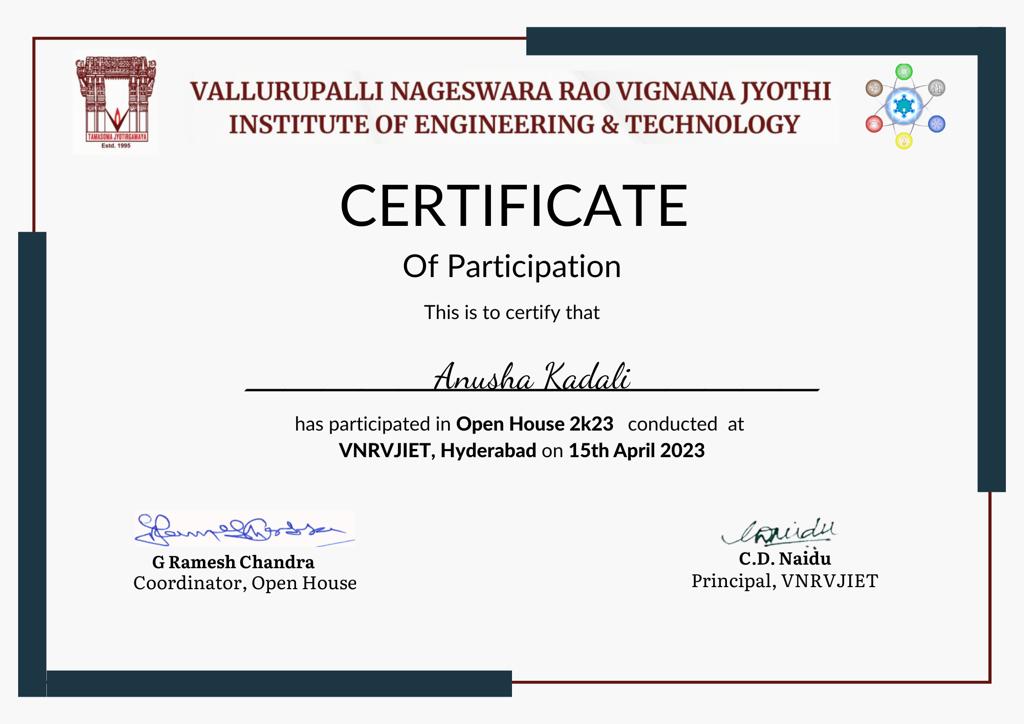 TAMASOMA JYOTIRGAMAYA
Estd. 1995
VALLURUPALLI NAGESWARA RAO VIGNANA JYOTHI
INSTITUTE OF ENGINEERING & TECHNOLOGY
CERTIFICATE
Of Participation
This is to certify that
Anusha Kadali
has participated in Open House 2k23 conducted at
VNRVJIET, Hyderabad on 15th April 2023
G Ramesh Chandra
Coordinator, Open House
C.D. Naidu
Principal, VNRVJIET